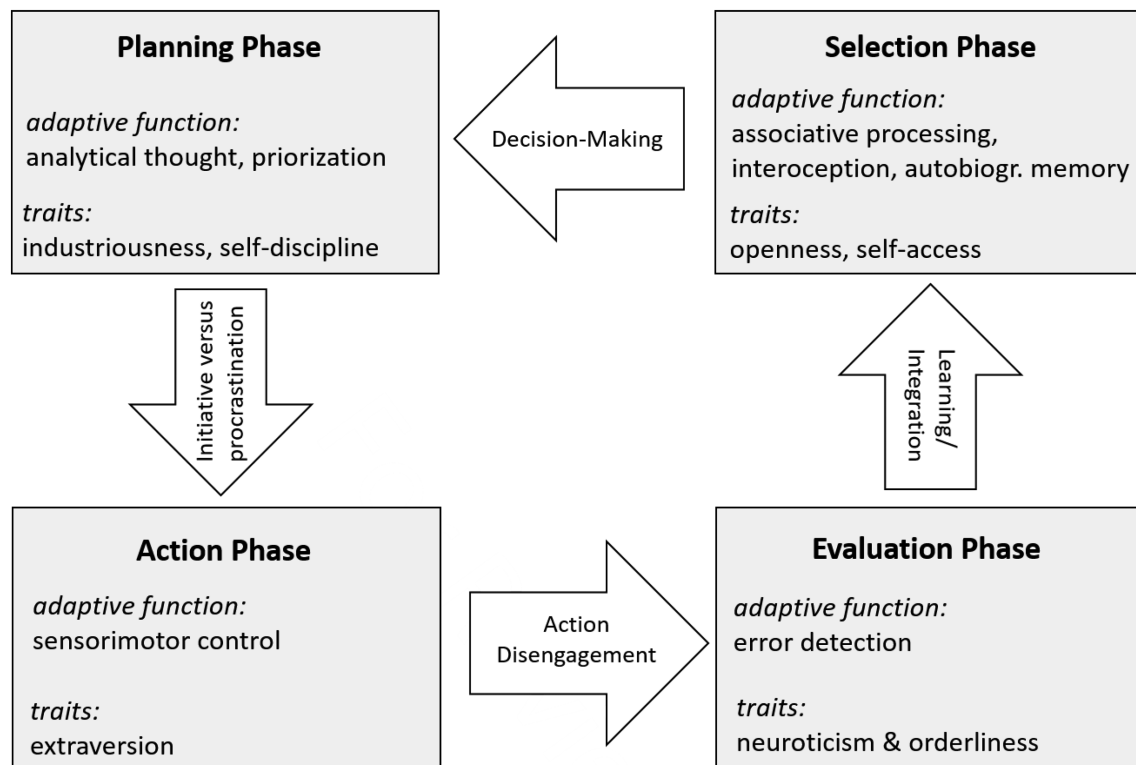 Planning Phase
adaptive function:
analytical thought, priorization
traits:
industriousness, self-discipline
Decision-Making
Selection Phase
adaptive function:
associative processing,
interoception, autobiogr. memory
traits:
openness, self-access
Initiative versus
procrastination
Learning/
Integration
Action Phase
adaptive function:
sensorimotor control
traits:
extraversion
Action
Disengagement
Evaluation Phase
adaptive function:
error detection
traits:
neuroticism & orderliness